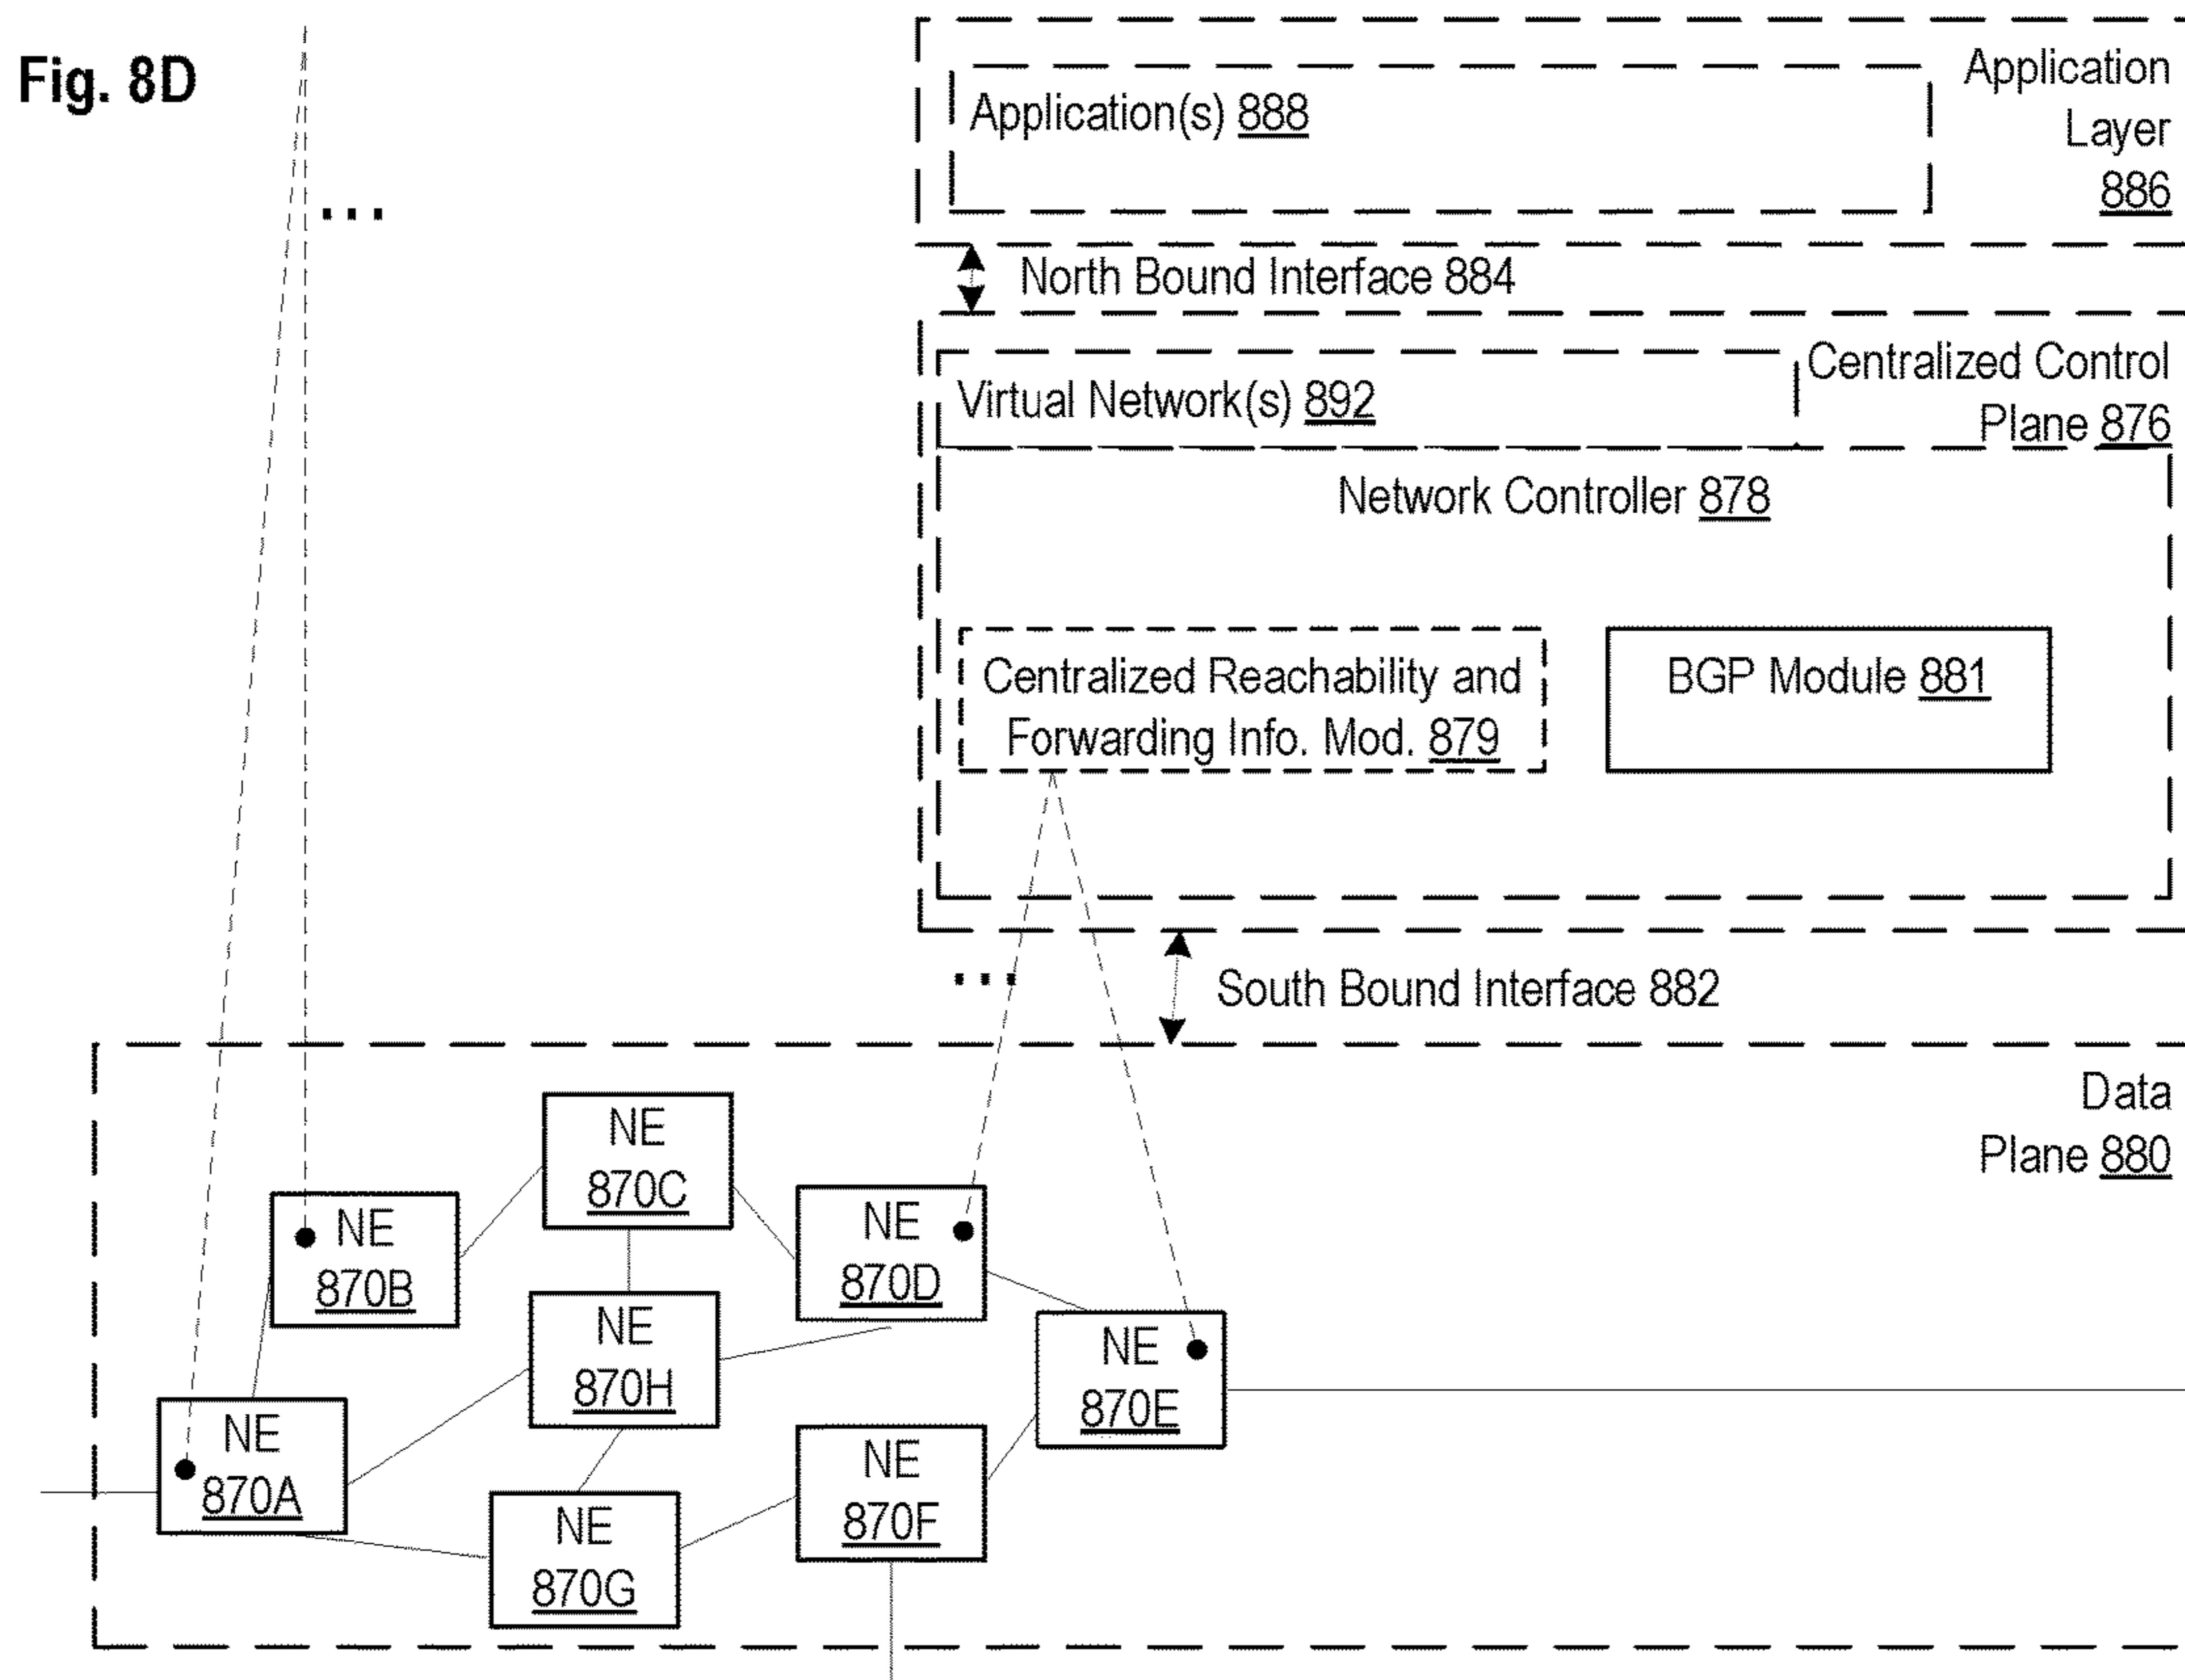 Fig. 8D
...
Application(s) 888
Application
Layer
886
North Bound Interface 884
Virtual Network(s) 892
Centralized Control
Plane 876
Network Controller 878
Centralized Reachability and
Forwarding Info. Mod. 879
BGP Module 881
...
South Bound Interface 882
Data
Plane 880
NE
870C
NE
870B
NE
870D
NE
870H
NE
870E
NE
870A
NE
870F
NE
870G